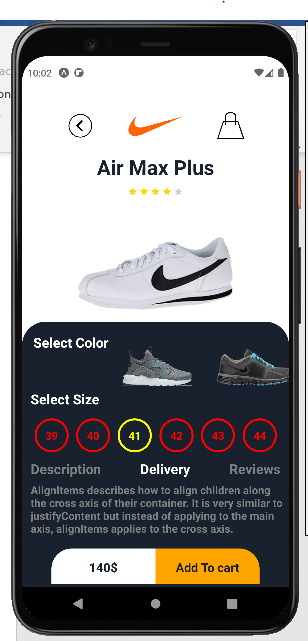 10:02
Air Max Plus
Select Color
Select Size
39 40 41 42 43 44
Description Delivery Reviews
AlignItems describes how to align children along
the cross axis of their container. It is very similar to
justifyContent but instead of applying to the main
axis, alignItems applies to the cross axis.
140$ Add To cart